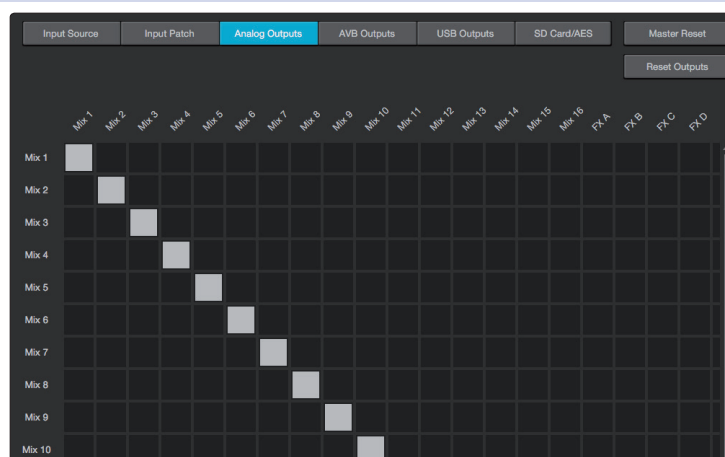 Input Source Input Patch Analog Outputs AVB Outputs USB Outputs SD Card/AES Master Reset
Reset Outputs
Mix 1 Mix 2 Mix 3 Mix 4 Mix 5 Mix 6 Mix 7 Mix 8 Mix 9 Mix 10 Mix 11 Mix 12 Mix 13 Mix 14 Mix 15 Mix 16 FX A FX B FX C FX D
Mix 1
Mix 2
Mix 3
Mix 4
Mix 5
Mix 6
Mix 7
Mix 8
Mix 9
Mix 10